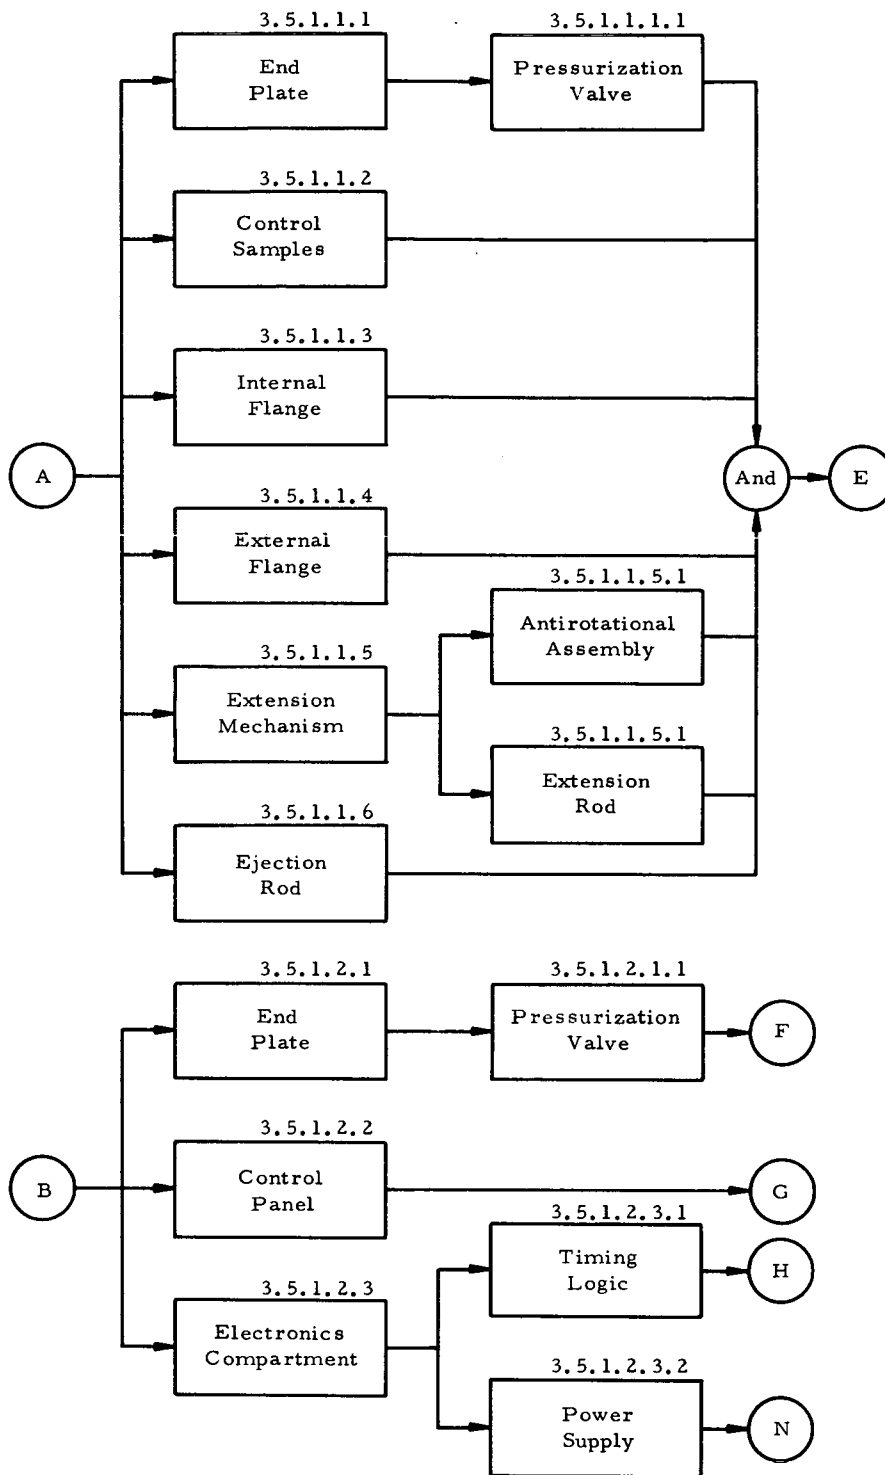 3.5.1.1.1
End
Plate
3.5.1.1.1.1
Pressurization
Valve
3.5.1.1.2
Control
Samples
3.5.1.1.3
Internal
Flange
A
And
E
3.5.1.1.4
External
Flange
3.5.1.1.5.1
Antirotational
Assembly
3.5.1.1.5
Extension
Mechanism
3.5.1.1.5.1
Extension
Rod
3.5.1.1.6
Ejection
Rod
3.5.1.2.1
End
Plate
3.5.1.2.1.1
Pressurization
Valve
F
B
3.5.1.2.2
Control
Panel
G
3.5.1.2.3.1
Timing
Logic
H
3.5.1.2.3
Electronics
Compartment
3.5.1.2.3.2
Power
Supply
N